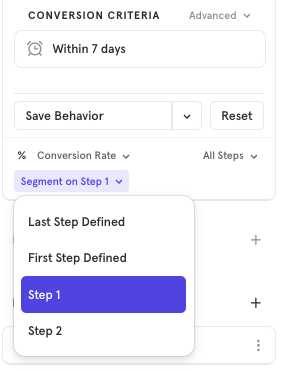 CONVERSION CRITERIA Advanced
Within 7 days
Save Behavior Reset
% Conversion Rate All Steps
Segment on Step 1
Last Step Defined
First Step Defined
Step 1
Step 2